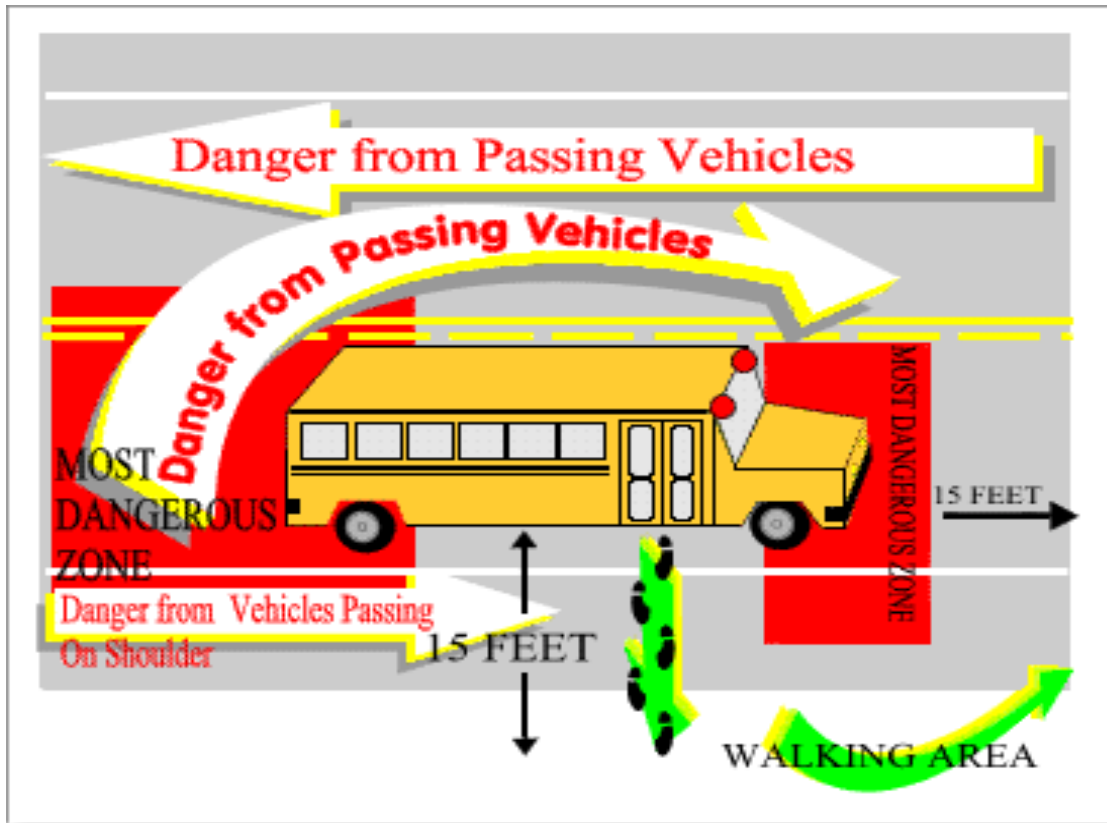 Danger from Passing Vehicles
Danger from Passing Vehicles
MOST
DANGEROUS
ZONE
MOST DANGEROUS ZONE
15 FEET
Danger from Vehicles Passing
On Shoulder
15 FEET
WALKING AREA